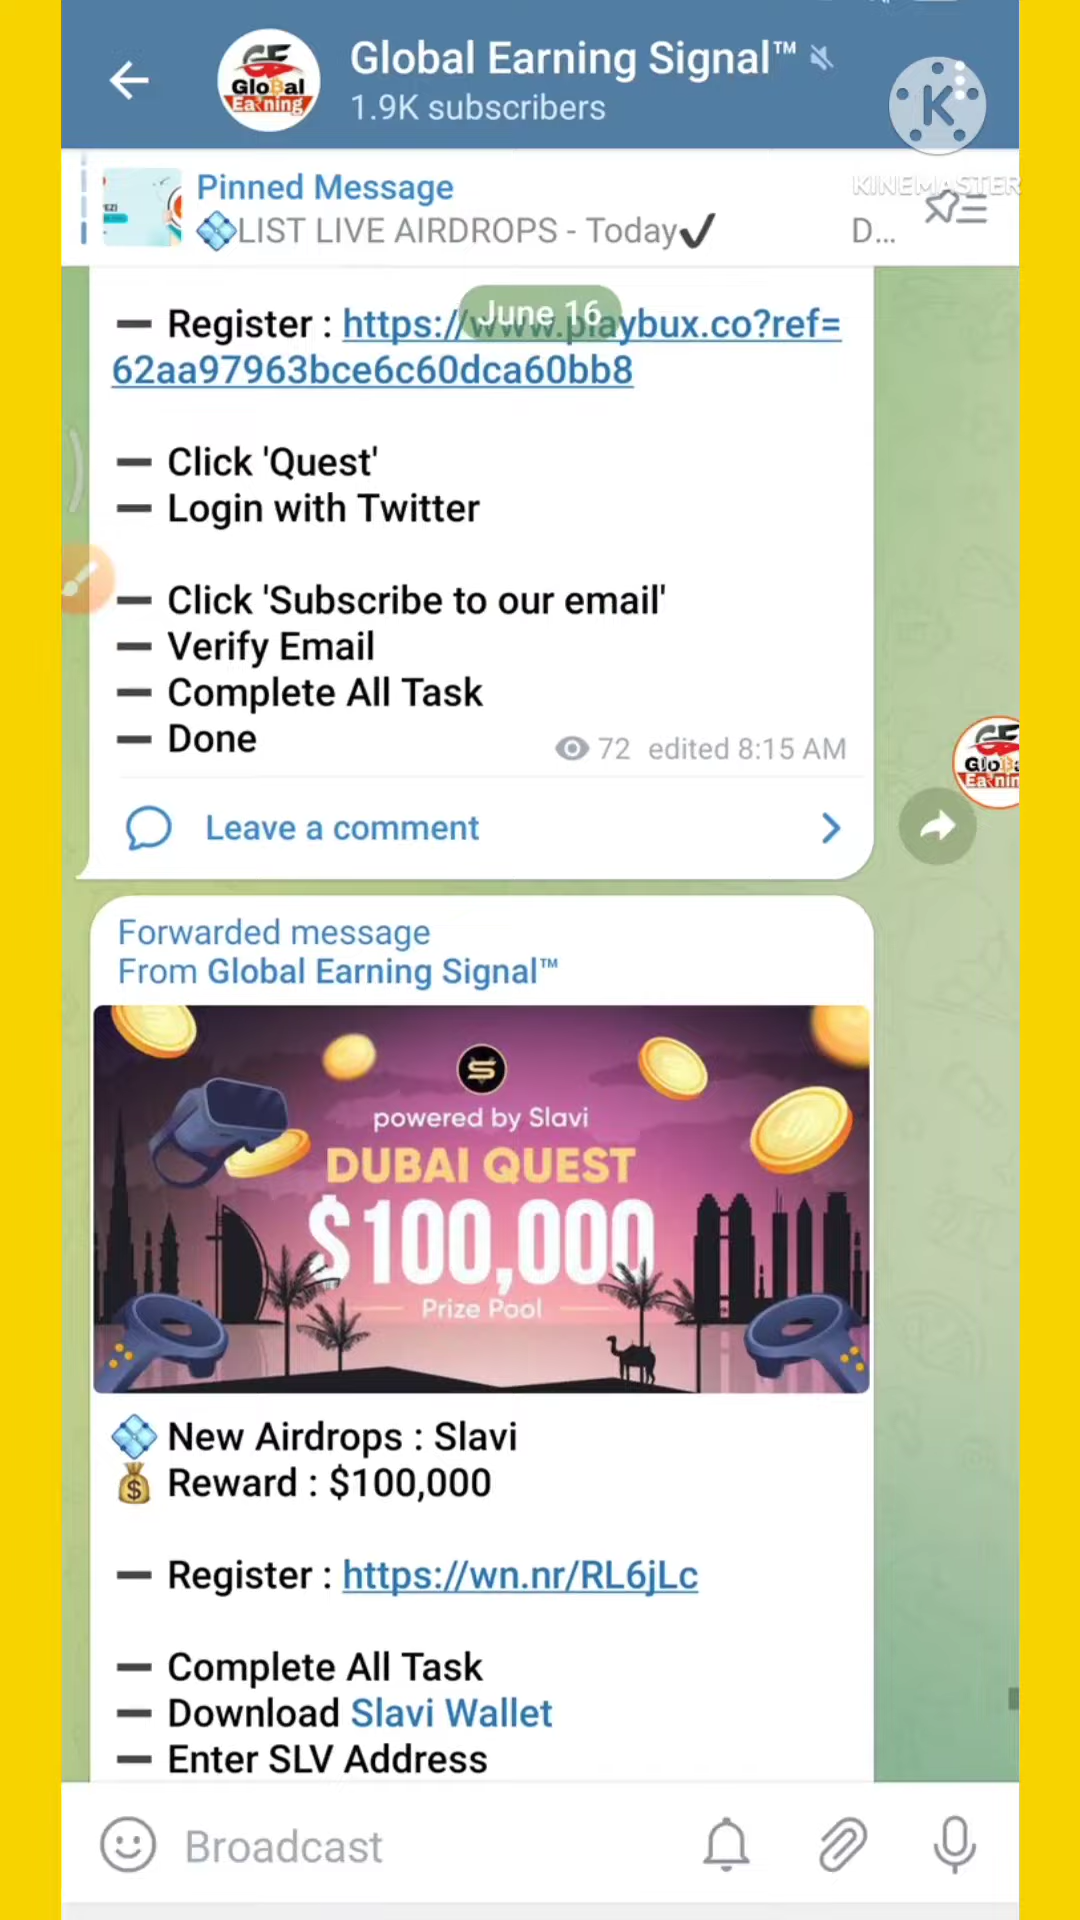 Global Earning Signal™
1.9K subscribers
GE
Global
Earning
K
KINEMASTER
Pinned Message
LIST LIVE AIRDROPS - Today✔ D...
June 16
— Register : https://www.playbux.co?ref=
62aa97963bce6c60dca60bb8
— Click 'Quest'
— Login with Twitter
— Click 'Subscribe to our email'
— Verify Email
— Complete All Task
— Done
72 edited 8:15 AM
Leave a comment
Forwarded message
From Global Earning Signal™
powered by Slavi
DUBAI QUEST
$100,000
Prize Pool
💠 New Airdrops : Slavi
💰 Reward : $100,000
— Register : https://wn.nr/RL6jLc
— Complete All Task
— Download Slavi Wallet
— Enter SLV Address
Broadcast